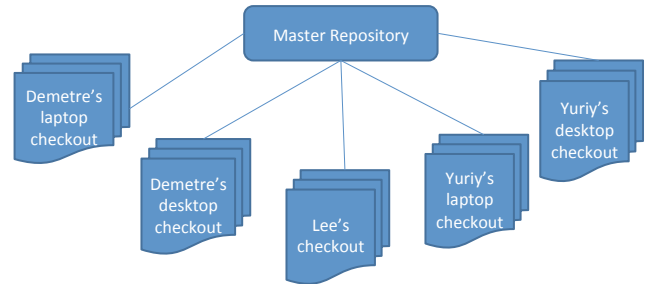 Master Repository
Demetre's
laptop
checkout
Demetre's
desktop
checkout
Lee's
checkout
Yuriy's
laptop
checkout
Yuriy's
desktop
checkout